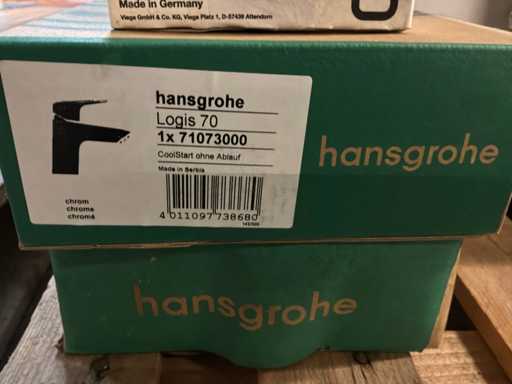 Made in Germany
Viega GmbH & Co. KG, Viega Platz 1, D-57439 Attendorn
hansgrohe
Logis 70
1x 71073000
CoolStart ohne Ablauf
Made in Serbia
chrom
chrome
chromé
4 011097 738680
hansgrohe
hansgrohe